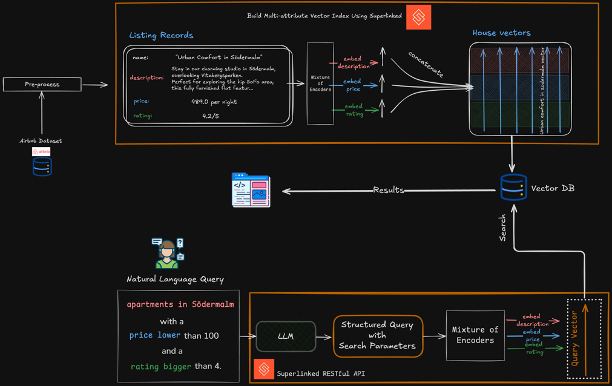 Build Multi-attribute Vector Index Using Superlinked
Listing Records
House vectors
name:
"Urban Comfort in Södermalm"
description:
Stay in our charming studio in Södermalm,
overlooking Vitabergsparken.
Perfect for exploring the hip SoFo area,
this fully furnished flat featur...
price:
989.0 per night
rating:
4.2/5
Mixture
of
Encoders
embed
description
embed
price
embed
rating
concatenate
Urban comfort in Södermalm vector
Pre-process
Airbnb Dataset
airbnb
Results
Vector DB
Search
Natural Language Query
apartments in Södermalm
with a
price lower than 100
and a
rating bigger than 4.
LLM
Structured Query
with
Search Parameters
Mixture of
Encoders
embed
description
embed
price
embed
rating
Query Vector
Superlinked RESTful API